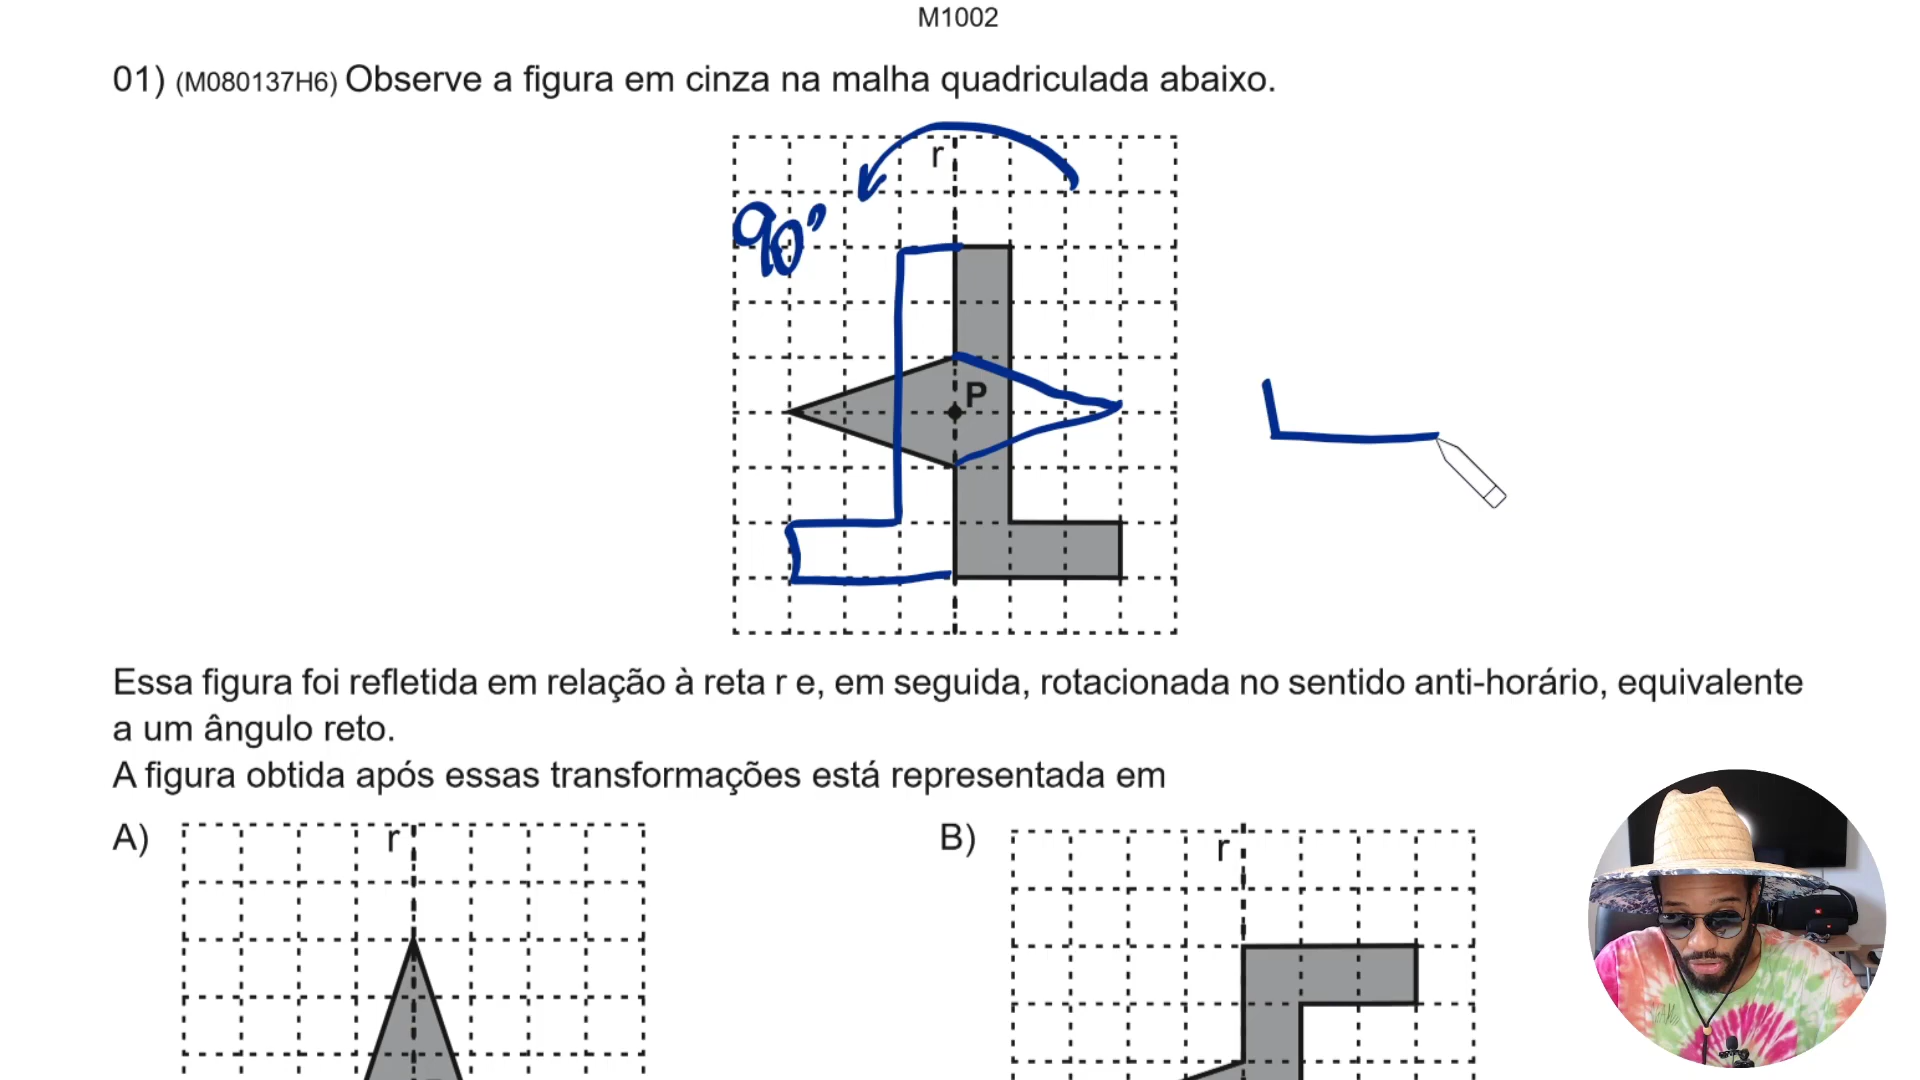 M1002
01) (M080137H6) Observe a figura em cinza na malha quadriculada abaixo.
r
90°
P
Essa figura foi refletida em relação à reta r e, em seguida, rotacionada no sentido anti-horário, equivalente
a um ângulo reto.
A figura obtida após essas transformações está representada em
A)
r
B)
r